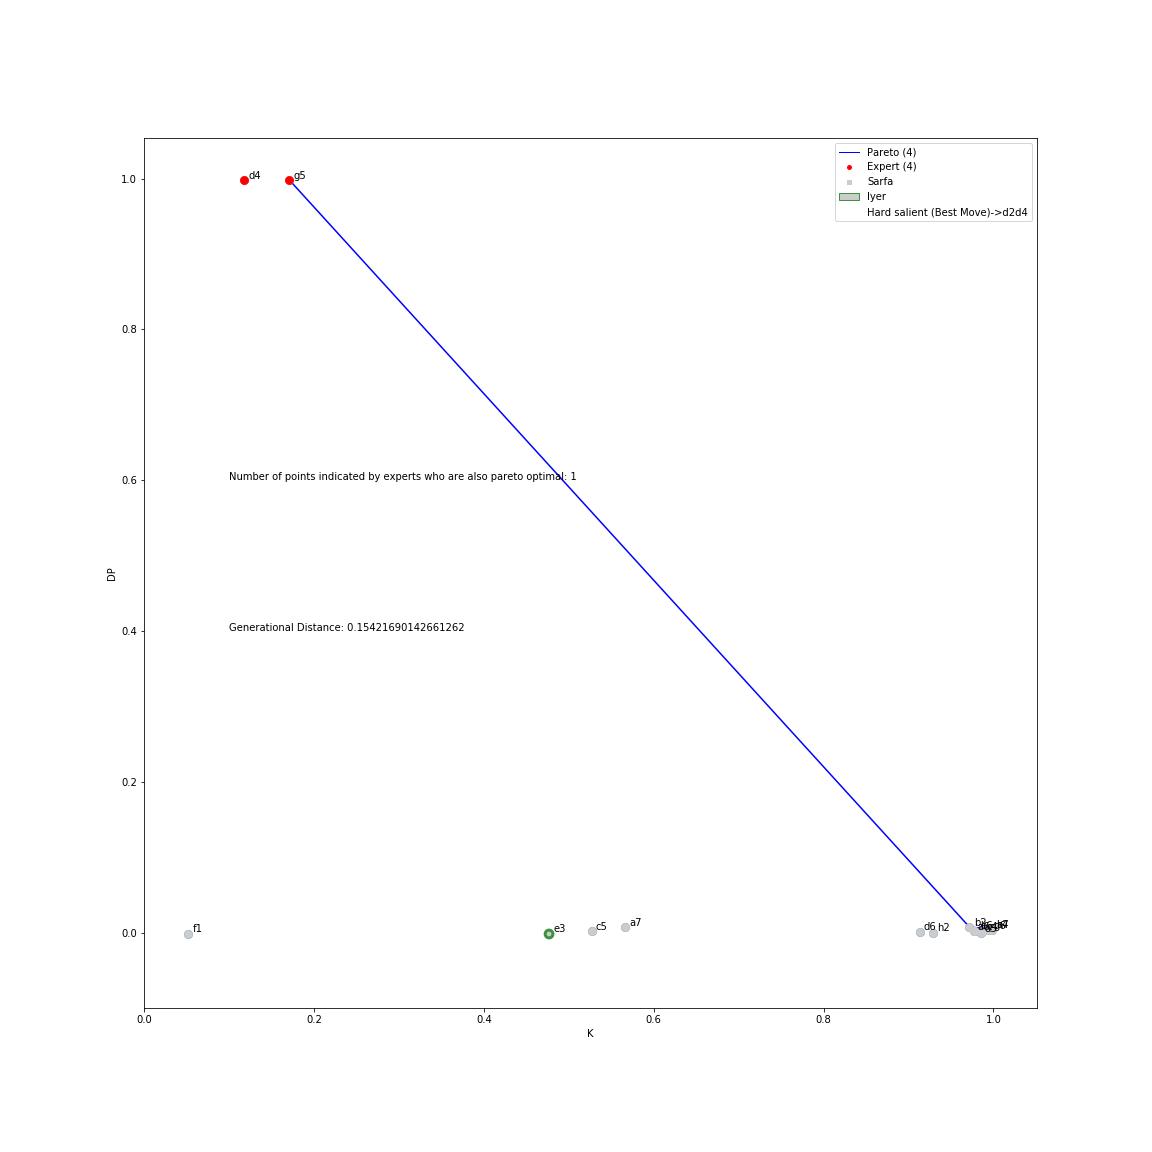 Pareto (4)
Expert (4)
Sarfa
Iyer
Hard salient (Best Move)->d2d4
1.0
d4
g5
0.8
Number of points indicated by experts who are also pareto optimal: 1
0.6
DP
Generational Distance: 0.15421690142661262
0.4
0.2
f1
e3
c5
a7
d6
h2
b2
0.0
0.0
0.2
0.4
0.6
0.8
1.0
K